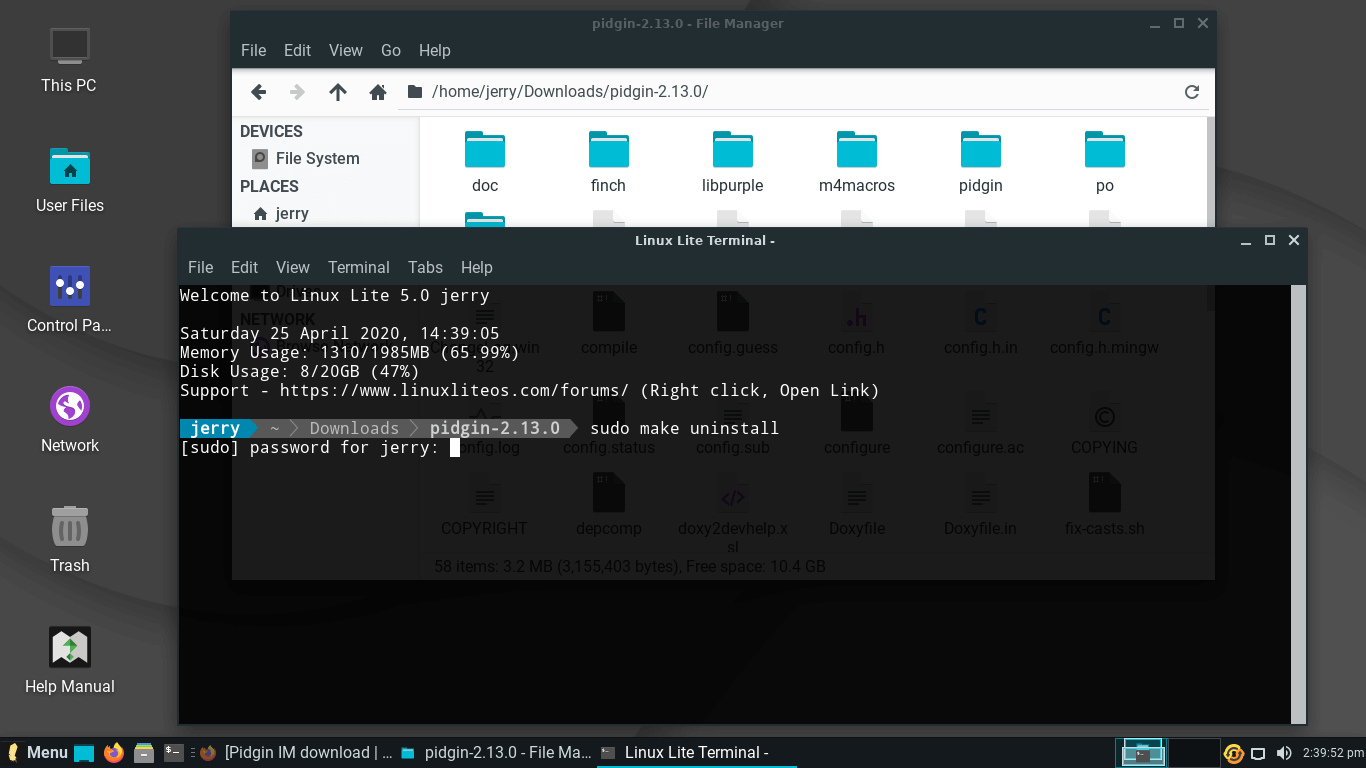 This PC
User Files
Control Pa...
Network
Trash
Help Manual
pidgin-2.13.0 - File Manager
File Edit View Go Help
/home/jerry/Downloads/pidgin-2.13.0/
DEVICES
File System
PLACES
jerry
doc finch libpurple m4macros pidgin po
Linux Lite Terminal -
File Edit View Terminal Tabs Help
Welcome to Linux Lite 5.0 jerry
Saturday 25 April 2020, 14:39:05
Memory Usage: 1310/1985MB (65.99%)
Disk Usage: 8/20GB (47%)
Support - https://www.linuxliteos.com/forums/ (Right click, Open Link)
jerry ~ Downloads pidgin-2.13.0 sudo make uninstall
[sudo] password for jerry:
NETWORK
32
compile config.guess config.h config.h.in config.h.mingw
config.log config.status config.sub configure configure.ac COPYING
COPYRIGHT depcomp doxy2devhelp.x
sl
Doxyfile Doxyfile.in fix-casts.sh
58 items: 3.2 MB (3,155,403 bytes), Free space: 10.4 GB
Menu [Pidgin IM download | ... pidgin-2.13.0 - File Ma... Linux Lite Terminal - 2:39:52 pm